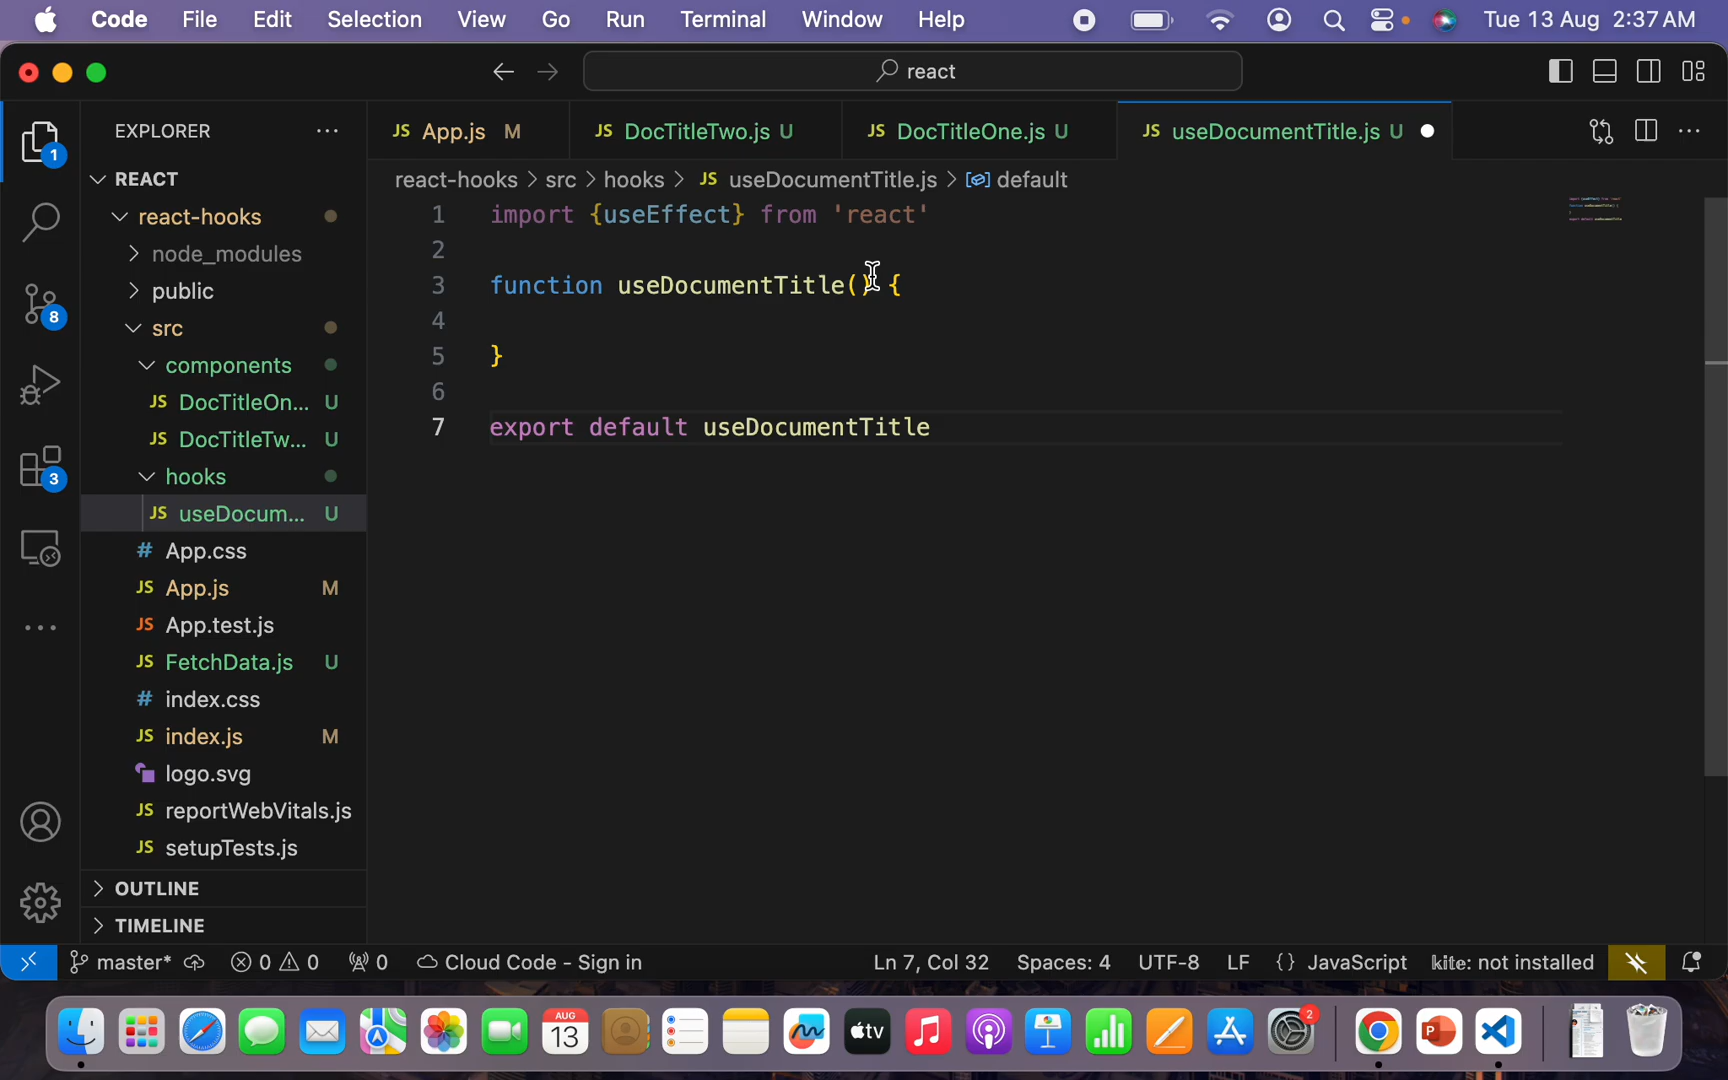 Code File Edit Selection View Go Run Terminal Window Help Tue 13 Aug 2:37 AM
react
EXPLORER
JS App.js M
JS DocTitleTwo.js U
JS DocTitleOne.js U
JS useDocumentTitle.js U
REACT
react-hooks > src > hooks > JS useDocumentTitle.js > default
react-hooks
node_modules
public
src
components
JS DocTitleOn... U
JS DocTitleTw... U
hooks
JS useDocum... U
# App.css
JS App.js M
JS App.test.js
JS FetchData.js U
# index.css
JS index.js M
logo.svg
JS reportWebVitals.js
JS setupTests.js
OUTLINE
TIMELINE
1
8
3
1 import {useEffect} from 'react'
2
3 function useDocumentTitle() {
4
5 }
6
7 export default useDocumentTitle
master* 0 0 0 Cloud Code - Sign in Ln 7, Col 32 Spaces: 4 UTF-8 LF {} JavaScript kite: not installed
AUG
13
tv
2